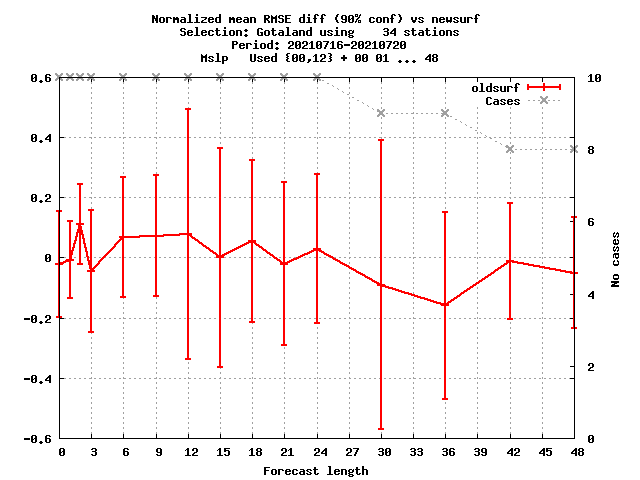 Normalized mean RMSE diff (90% conf) vs newsurf
Selection: Gotaland using    34 stations
Period: 20210716-20210720
Mslp   Used {00,12} + 00 01 ... 48
oldsurf
Cases
0.6
0.4
0.2
0
-0.2
-0.4
-0.6
10
8
6
4
2
0
No cases
0 3 6 9 12 15 18 21 24 27 30 33 36 39 42 45 48
Forecast length